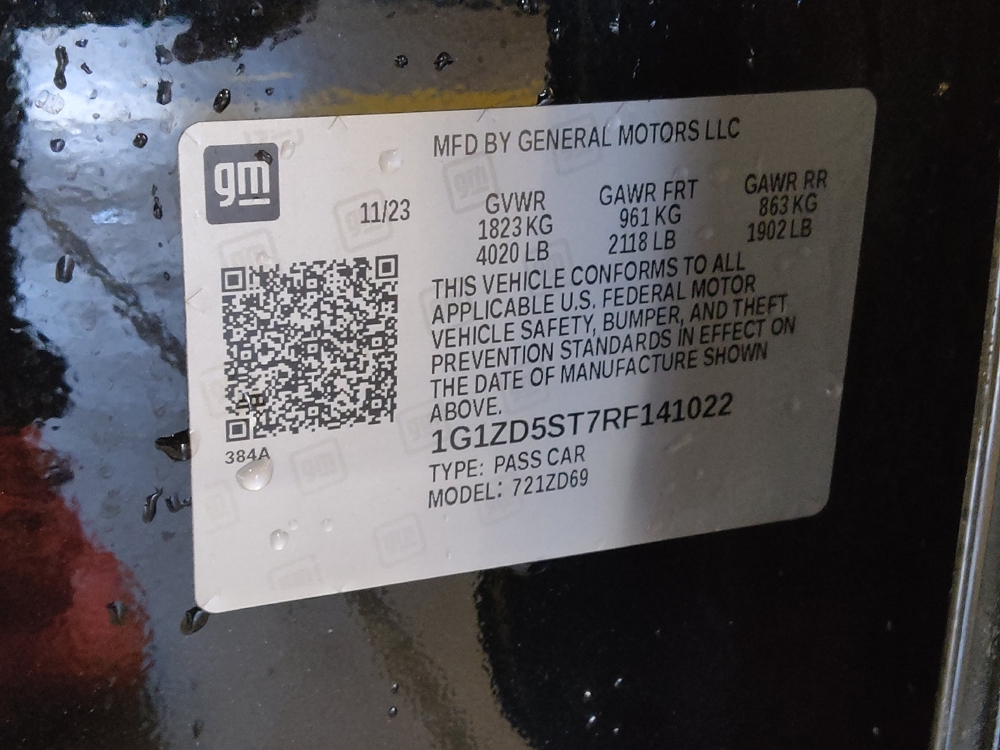 MFD BY GENERAL MOTORS LLC
gm
11/23
GVWR GAWR FRT GAWR RR
1823 KG 961 KG 863 KG
4020 LB 2118 LB 1902 LB
THIS VEHICLE CONFORMS TO ALL
APPLICABLE U.S. FEDERAL MOTOR
VEHICLE SAFETY, BUMPER, AND THEFT
PREVENTION STANDARDS IN EFFECT ON
THE DATE OF MANUFACTURE SHOWN
ABOVE.
1G1ZD5ST7RF141022
384A
TYPE: PASS CAR
MODEL: 721ZD69